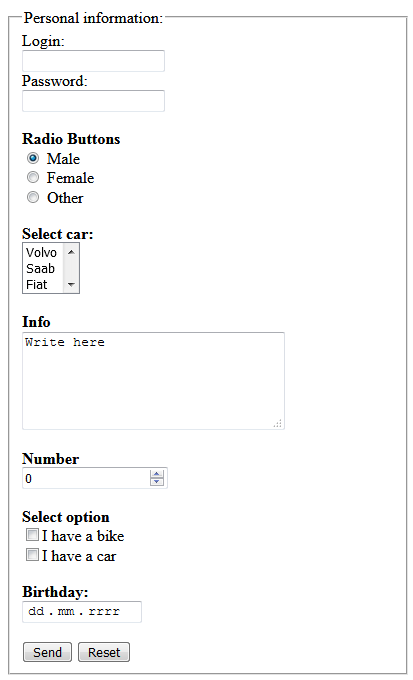 Personal information:
Login:
Password:
Radio Buttons
Male
Female
Other
Select car:
Volvo
Saab
Fiat
Info
Write here
Number
0
Select option
I have a bike
I have a car
Birthday:
dd . mm . rrrr
Send Reset